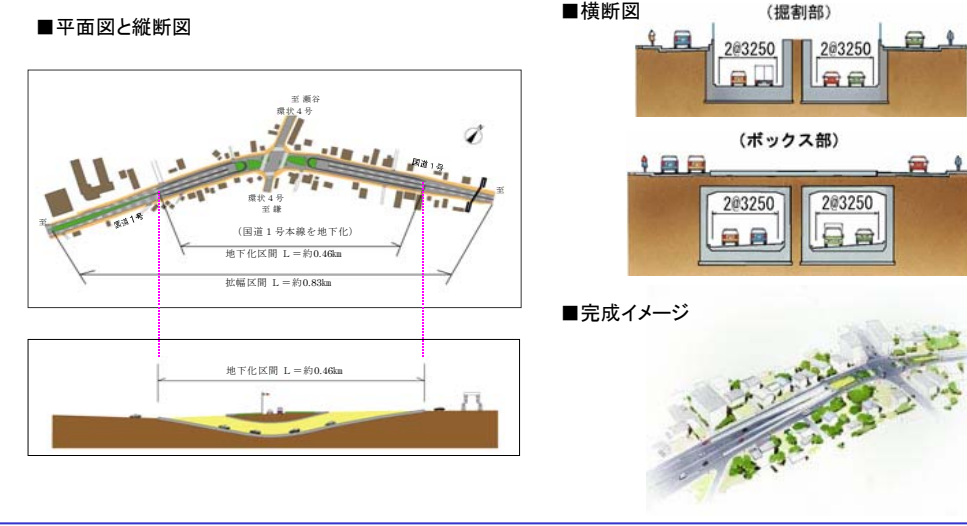 ■平面図と縦断図
至 瀬谷
環状4号
国道1号
至
至
国道1号
環状4号
至 鎌
(国道1号本線を地下化)
地下化区間 L=約0.46km
拡幅区間 L=約0.83km
地下化区間 L=約0.46km
■横断図
(掘割部)
2@3250 2@3250
(ボックス部)
2@3250 2@3250
■完成イメージ